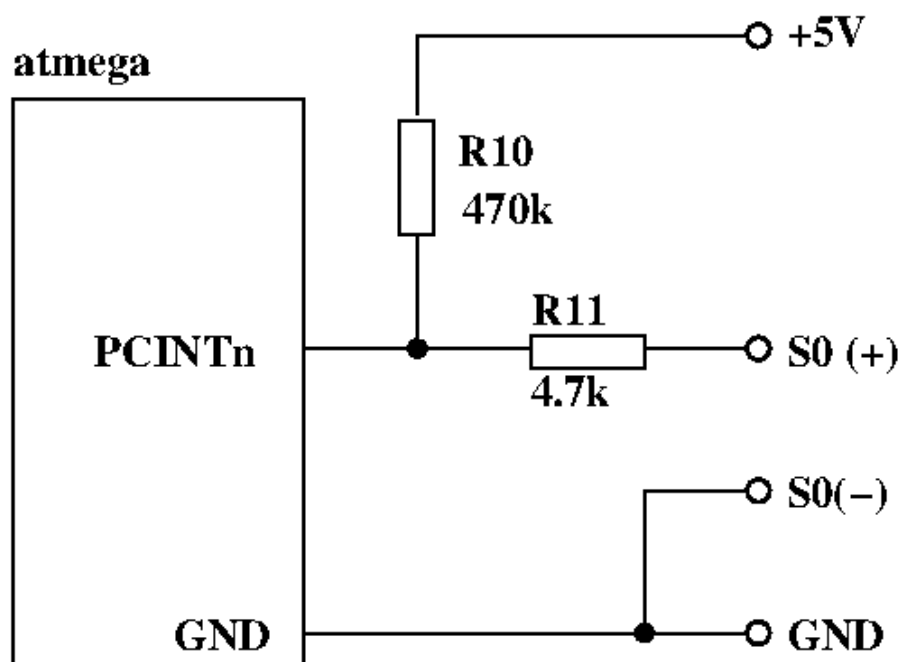 +5V
atmega
R10
470k
R11
PCINTn
S0 (+)
4.7k
S0(−)
GND
GND